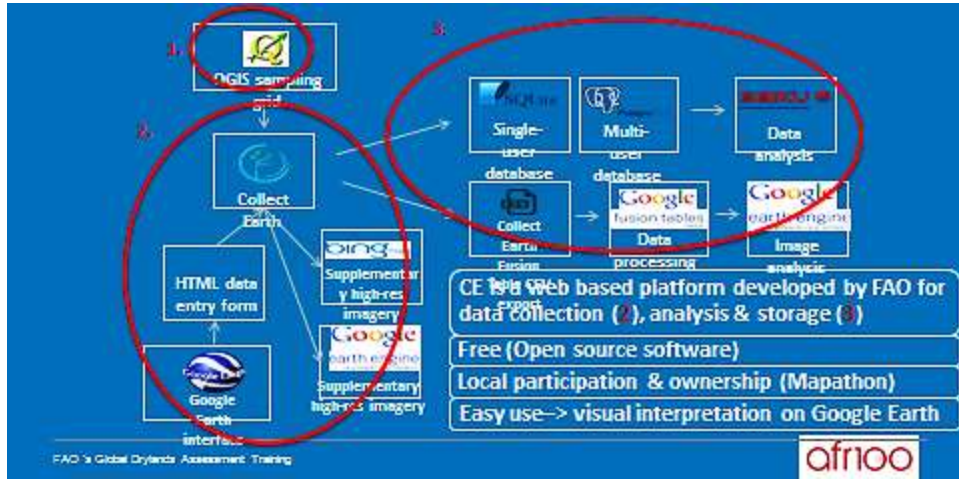 1.
QGIS sampling
grid
2.
Collect
Earth
HTML data
entry form
Google
Earth
interface
bing
Supplementar
y high-res
imagery
Google
earth engine
Supplementary
high-res imagery
3.
Single-
user
database
Multi-
user
database
Data
analysis
Collect
Earth
Fusion
export
Google
fusion tables
Data
processing
Google
earth engine
Image
analysis
CE is a web based platform developed by FAO for
data collection (2), analysis & storage (3)
Free (Open source software)
Local participation & ownership (Mapathon)
Easy use–> visual interpretation on Google Earth
FAO 's Global Drylands Assessment Training
afr100